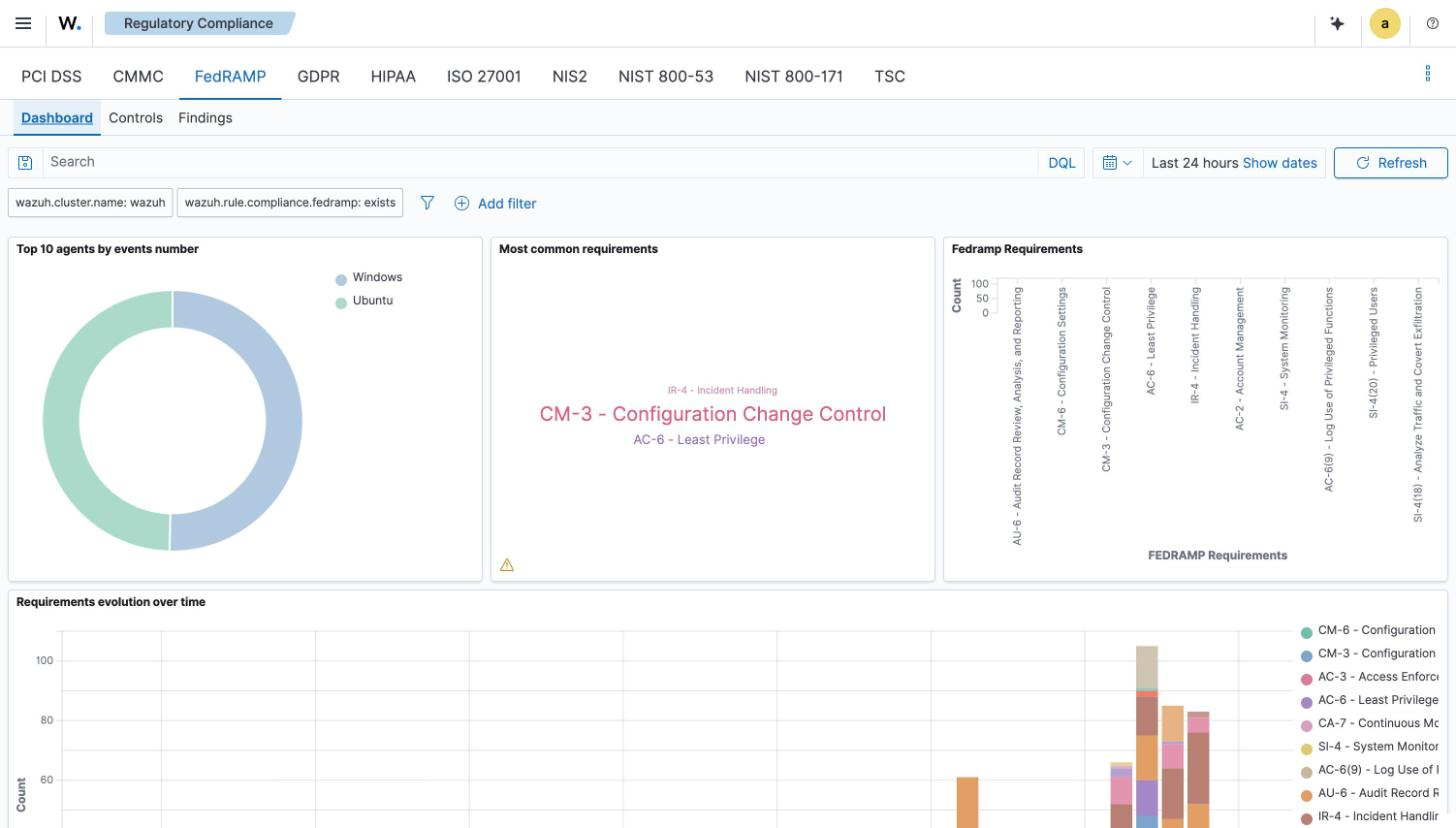 W. Regulatory Compliance a
PCI DSS CMMC FedRAMP GDPR HIPAA ISO 27001 NIS2 NIST 800-53 NIST 800-171 TSC
Dashboard Controls Findings
Search DQL Last 24 hours Show dates Refresh
wazuh.cluster.name: wazuh wazuh.rule.compliance.fedramp: exists Add filter
Top 10 agents by events number
Windows
Ubuntu
Most common requirements
IR-4 - Incident Handling
CM-3 - Configuration Change Control
AC-6 - Least Privilege
Fedramp Requirements
Count
100
50
0
AU-6 - Audit Record Review, Analysis, and Reporting
CM-6 - Configuration Settings
CM-3 - Configuration Change Control
AC-6 - Least Privilege
IR-4 - Incident Handling
AC-2 - Account Management
SI-4 - System Monitoring
AC-6(9) - Log Use of Privileged Functions
SI-4(20) - Privileged Users
SI-4(18) - Analyze Traffic and Covert Exfiltration
FEDRAMP Requirements
Requirements evolution over time
Count
100
80
60
CM-6 - Configuration
CM-3 - Configuration
AC-3 - Access Enforce
AC-6 - Least Privilege
CA-7 - Continuous Mo
SI-4 - System Monitor
AC-6(9) - Log Use of
AU-6 - Audit Record R
IR-4 - Incident Handlin